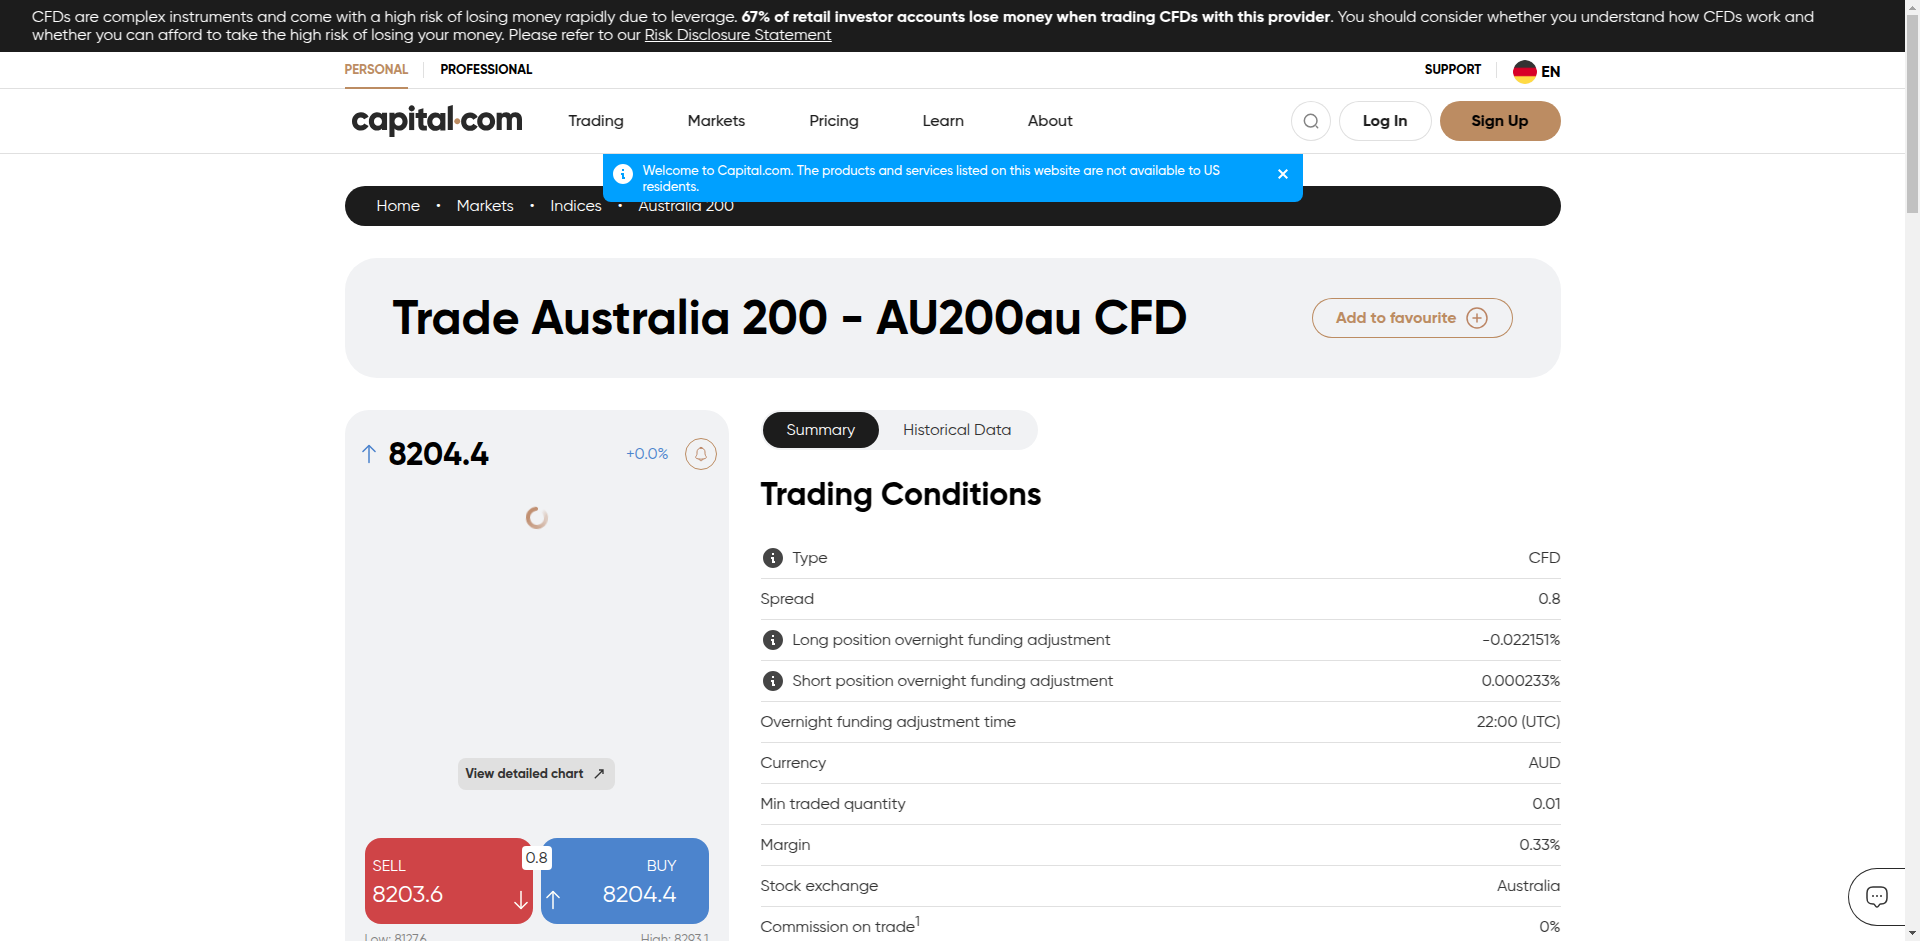 CFDs are complex instruments and come with a high risk of losing money rapidly due to leverage. 67% of retail investor accounts lose money when trading CFDs with this provider. You should consider whether you understand how CFDs work and
whether you can afford to take the high risk of losing your money. Please refer to our Risk Disclosure Statement
PERSONAL PROFESSIONAL SUPPORT EN
capital.com Trading Markets Pricing Learn About Log In Sign Up
Welcome to Capital.com. The products and services listed on this website are not available to US
residents.
Home • Markets • Indices • Australia 200
Trade Australia 200 - AU200au CFD
Add to favourite
8204.4 +0.0%
View detailed chart
SELL 0.8 BUY
8203.6 8204.4
Low: 8127.6 High: 8293.1
Summary Historical Data
Trading Conditions
Type CFD
Spread 0.8
Long position overnight funding adjustment -0.022151%
Short position overnight funding adjustment 0.000233%
Overnight funding adjustment time 22:00 (UTC)
Currency AUD
Min traded quantity 0.01
Margin 0.33%
Stock exchange Australia
Commission on trade1 0%